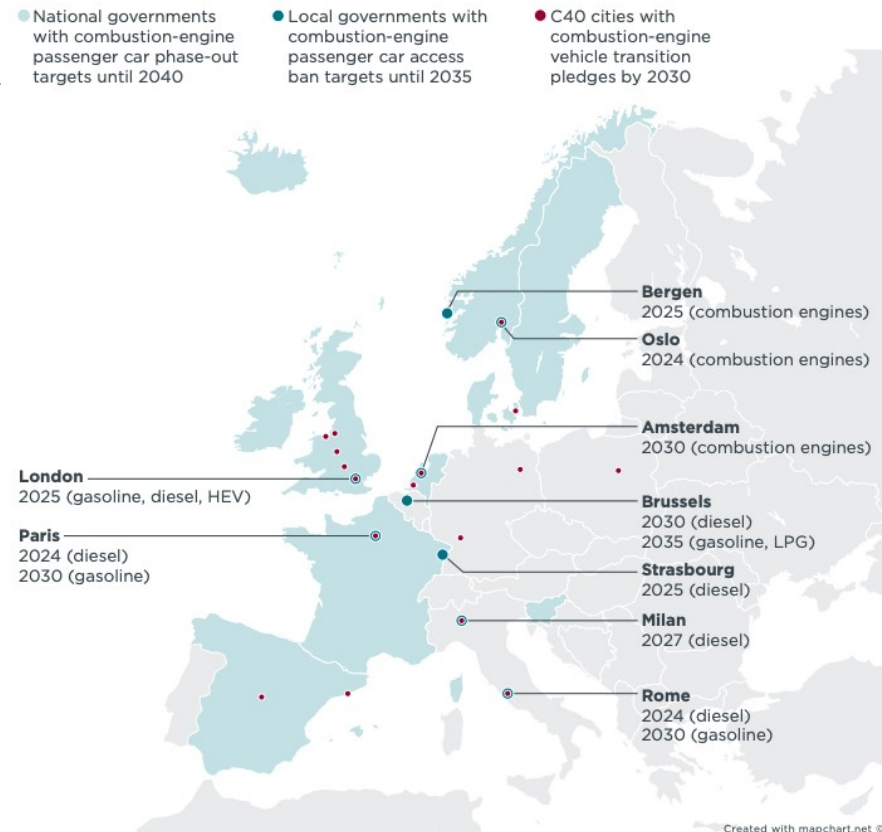 National governments
with combustion-engine
passenger car phase-out
targets until 2040
Local governments with
combustion-engine
passenger car access
ban targets until 2035
C40 cities with
combustion-engine
vehicle transition
pledges by 2030
Bergen
2025 (combustion engines)
Oslo
2024 (combustion engines)
Amsterdam
2030 (combustion engines)
London
2025 (gasoline, diesel, HEV)
Brussels
2030 (diesel)
2035 (gasoline, LPG)
Paris
2024 (diesel)
2030 (gasoline)
Strasbourg
2025 (diesel)
Milan
2027 (diesel)
Rome
2024 (diesel)
2030 (gasoline)
Created with mapchart.net ©